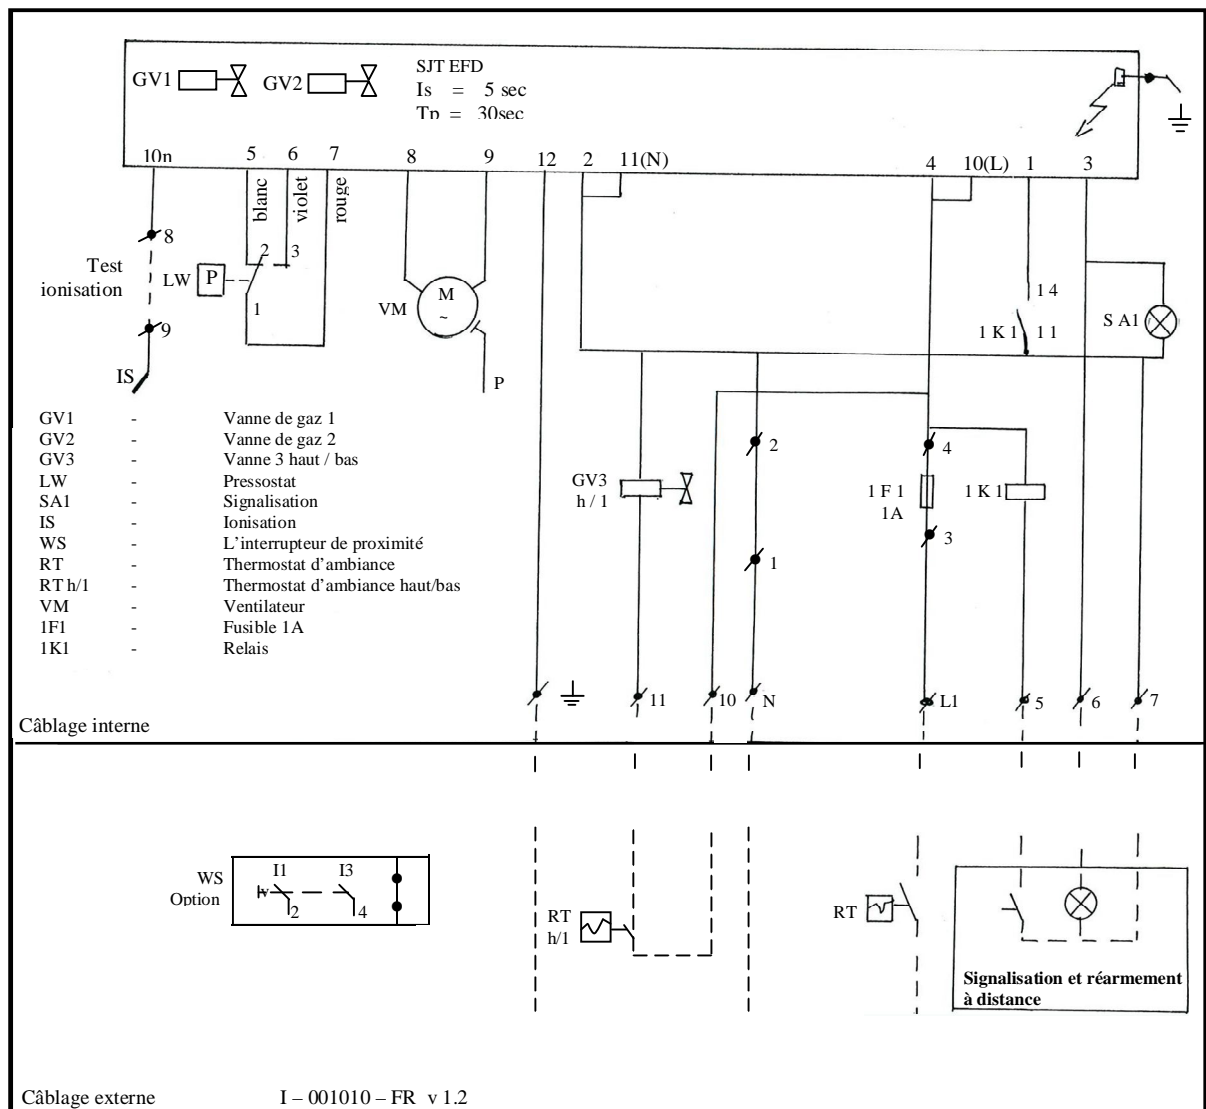 GV1
GV2
SJT EFD
Is = 5 sec
Tp = 30sec
10n
5
6
7
8
9
12
2
11(N)
4
10(L)
1
3
blanc
violet
rouge
8
Test
ionisation
9
IS
LW
P
2
3
1
VM
M
~
P
1 4
1 K 1
1 1
S A1
GV1 - Vanne de gaz 1
GV2 - Vanne de gaz 2
GV3 - Vanne 3 haut / bas
LW - Pressostat
SA1 - Signalisation
IS - Ionisation
WS - L'interrupteur de proximité
RT - Thermostat d'ambiance
RT h/1 - Thermostat d'ambiance haut/bas
VM - Ventilateur
1F1 - Fusible 1A
1K1 - Relais
GV3
h / 1
2
1
4
1 F 1
1A
3
1 K 1
11
10
N
L1
5
6
7
Câblage interne
WS
Option
I1
I3
v
2
4
RT
h/1
RT
Signalisation et réarmement
à distance
Câblage externe I – 001010 – FR v 1.2